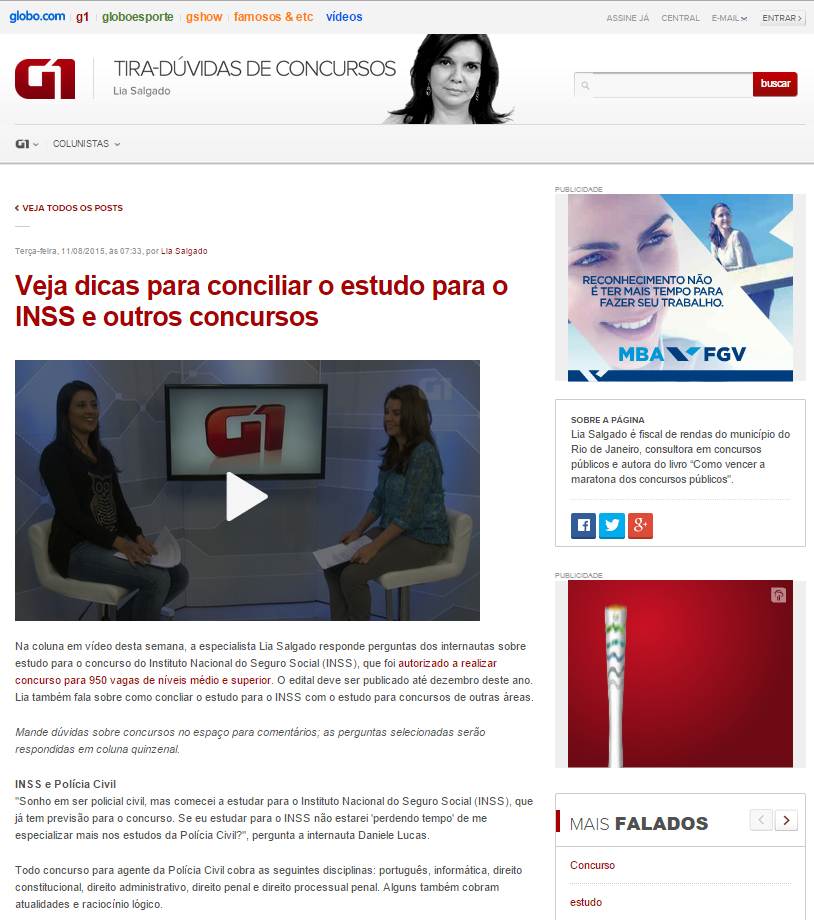 globo.com g1 globoesporte gshow famosos & etc vídeos
ASSINE JÁ CENTRAL E-MAIL ENTRAR
G1
TIRA-DÚVIDAS DE CONCURSOS
Lia Salgado
buscar
G1 COLUNISTAS
VEJA TODOS OS POSTS
Terça-feira, 11/08/2015, às 07:33, por Lia Salgado
Veja dicas para conciliar o estudo para o
INSS e outros concursos
G1
G1
Na coluna em vídeo desta semana, a especialista Lia Salgado responde perguntas dos internautas sobre
estudo para o concurso do Instituto Nacional do Seguro Social (INSS), que foi autorizado a realizar
concurso para 950 vagas de níveis médio e superior. O edital deve ser publicado até dezembro deste ano.
Lia também fala sobre como concliar o estudo para o INSS com o estudo para concursos de outras áreas.
Mande dúvidas sobre concursos no espaço para comentários; as perguntas selecionadas serão
respondidas em coluna quinzenal.
INSS e Polícia Civil
"Sonho em ser policial civil, mas comecei a estudar para o Instituto Nacional do Seguro Social (INSS), que
já tem previsão para o concurso. Se eu estudar para o INSS não estarei 'perdendo tempo' de me
especializar mais nos estudos da Polícia Civil?", pergunta a internauta Daniele Lucas.
Todo concurso para agente da Polícia Civil cobra as seguintes disciplinas: português, informática, direito
constitucional, direito administrativo, direito penal e direito processual penal. Alguns também cobram
atualidades e raciocínio lógico.
PUBLICIDADE
RECONHECIMENTO NÃO
É TER MAIS TEMPO PARA
FAZER SEU TRABALHO.
MBA FGV
SOBRE A PÁGINA
Lia Salgado é fiscal de rendas do município do
Rio de Janeiro, consultora em concursos
públicos e autora do livro “Como vencer a
maratona dos concursos públicos”.
PUBLICIDADE
MAIS FALADOS
Concurso
estudo